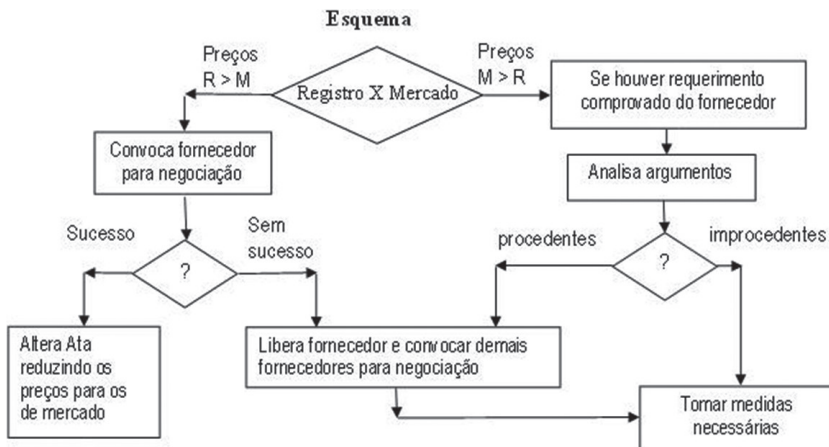 Esquema
Preços
R > M
Registro X Mercado
Preços
M > R
Se houver requerimento
comprovado do fornecedor
Convoca fornecedor
para negociação
Analisa argumentos
Sucesso
?
Sem
sucesso
procedentes
?
improcedentes
Altera Ata
reduzindo os
preços para os
de mercado
Libera fornecedor e convocar demais
fornecedores para negociação
Tomar medidas
necessárias